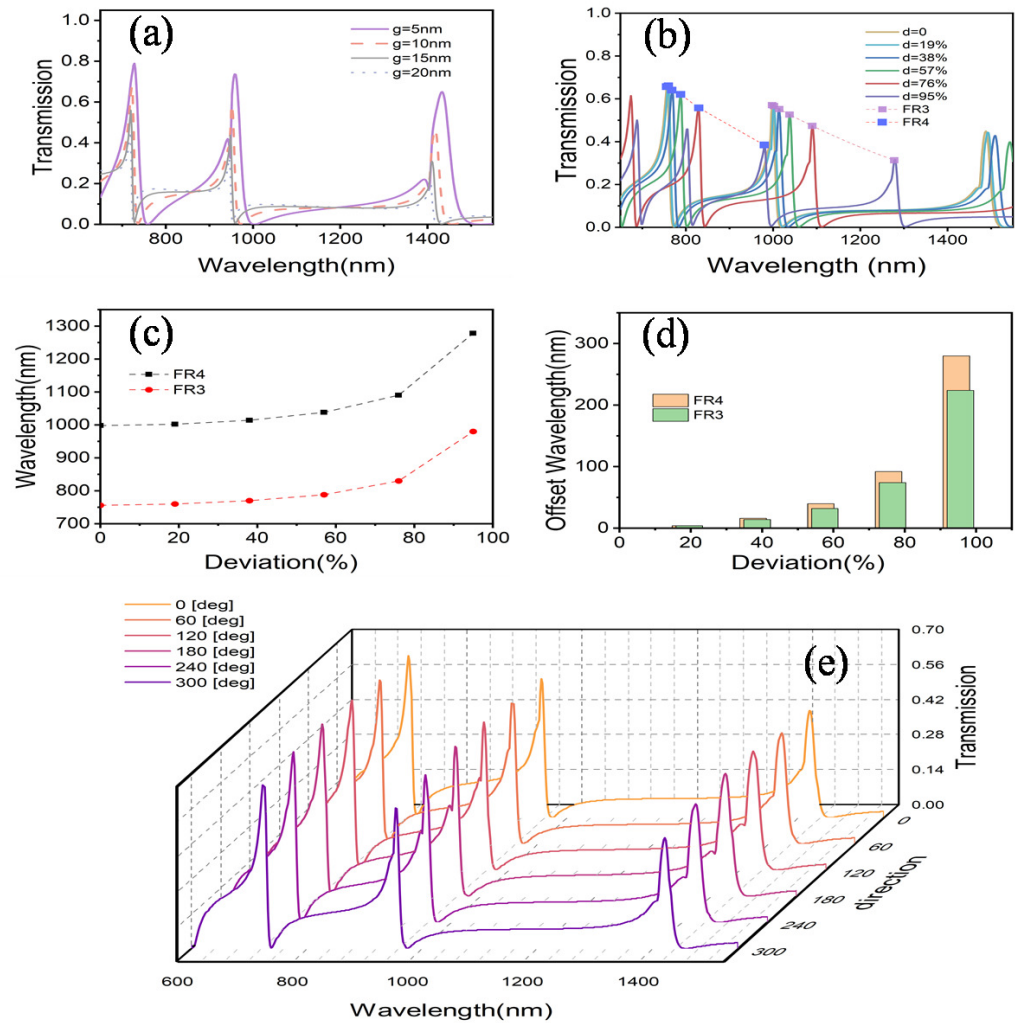 (a)
g=5nm
g=10nm
g=15nm
g=20nm
1.0
0.8
0.6
0.4
0.2
0.0
Transmission
800
1000
1200
1400
Wavelength(nm)
(b)
d=0
d=19%
d=38%
d=57%
d=76%
d=95%
FR3
FR4
1.0
0.8
0.6
0.4
0.2
0.0
Transmission
800
1000
1200
1400
Wavelength (nm)
(c)
FR4
FR3
1300
1200
1100
1000
900
800
700
Wavelength(nm)
0
20
40
60
80
100
Deviation(%)
(d)
FR4
FR3
300
200
100
0
Offset Wavelength(nm)
0
20
40
60
80
100
Deviation(%)
0 [deg]
60 [deg]
120 [deg]
180 [deg]
240 [deg]
300 [deg]
(e)
0.70
0.56
0.42
0.28
0.14
0.00
Transmission
0
60
120
180
240
300
direction
600
800
1000
1200
1400
Wavelength(nm)